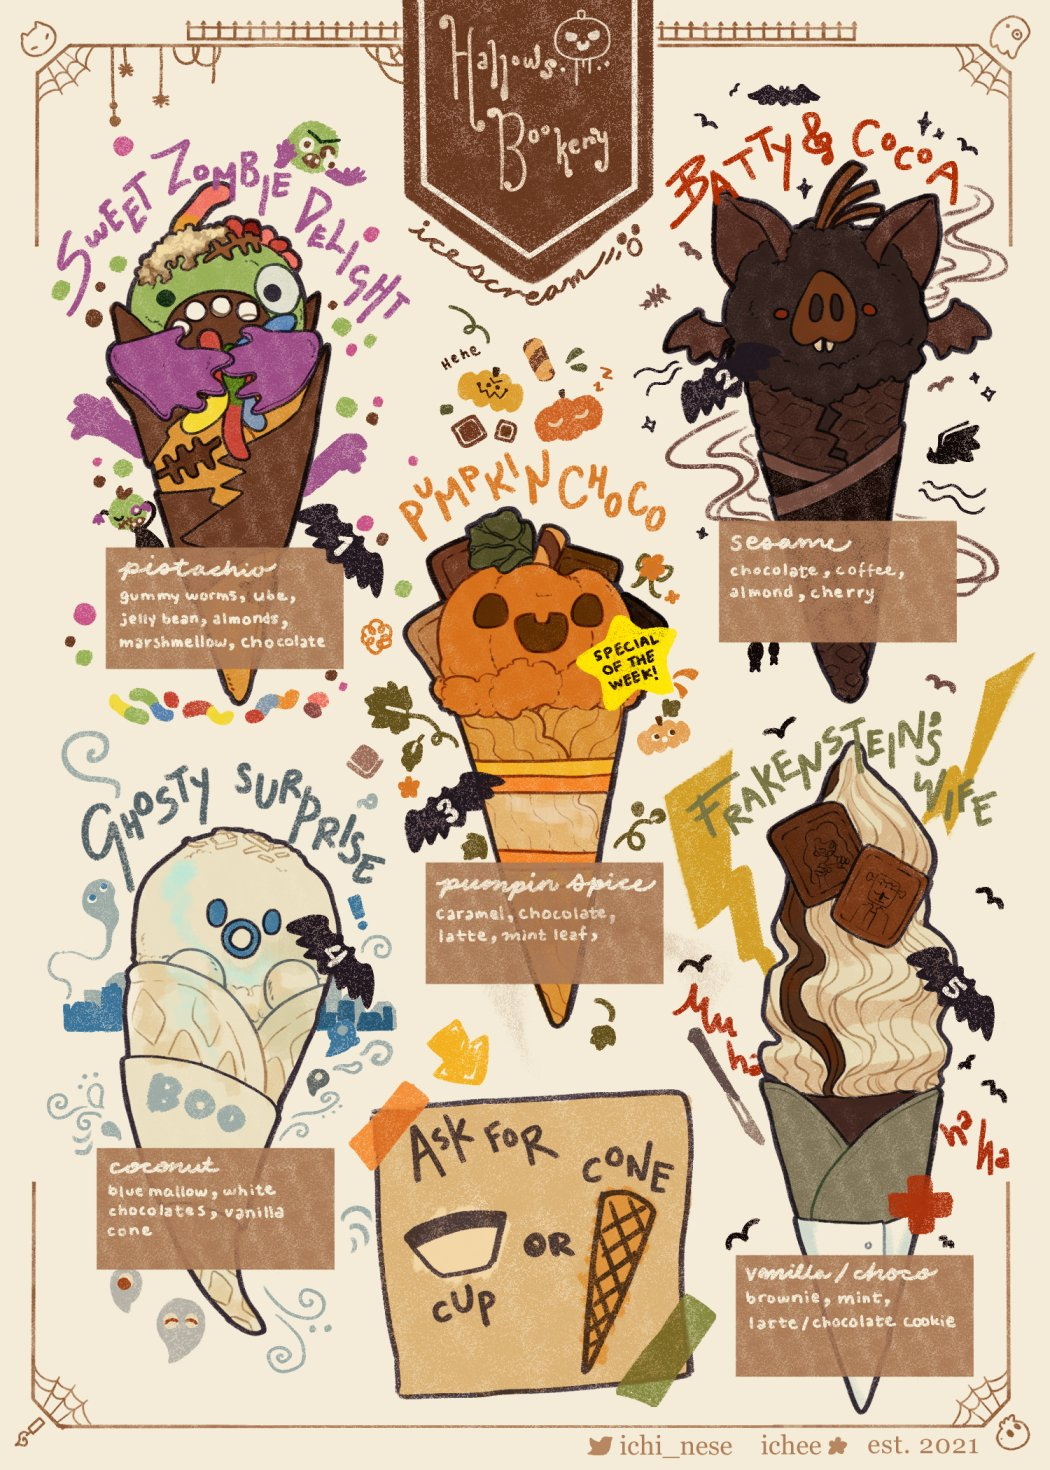 Hallows
Bookery
icescream
SWEET ZOMBIE DELIGHT
1
pistachio
gummy worms, ube,
jelly bean, almonds,
marshmellow, chocolate
BATTY & COCOA
2
sesame
chocolate, coffee,
almond, cherry
Hehe
zzz
PUMPKIN CHOCO
SPECIAL
OF THE
WEEK!
3
pumpin spice
caramel, chocolate,
latte, mint leaf,
GHOSTY SURPRISE!
4
BOO
coconut
blue mallow, white
chocolates, vanilla
cone
FRAKENSTEIN'S
WIFE
5
Mu
ha
ha
ha
vanilla/choco
brownie, mint,
latte/chocolate cookie
ASK FOR
CUP
OR
CONE
ichi_nese ichee est. 2021